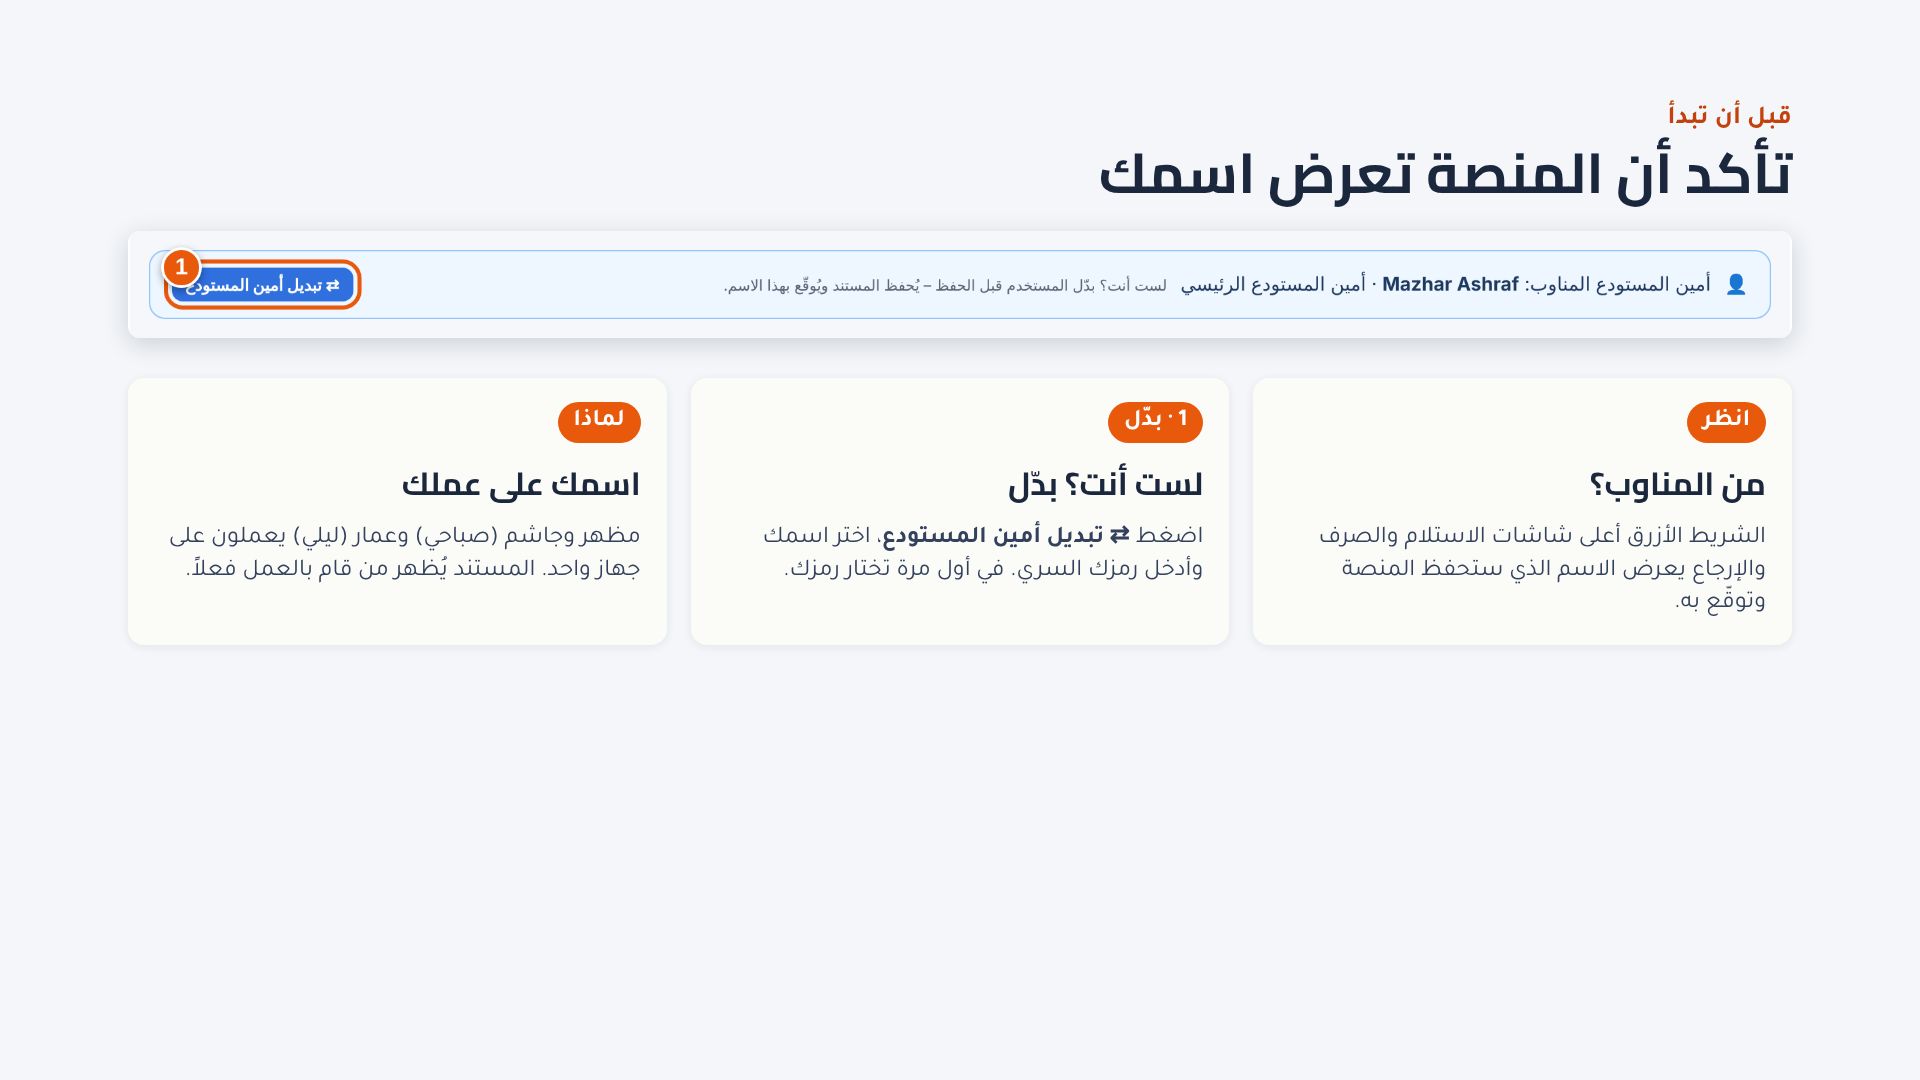 قبل أن تبدأ
تأكد أن المنصة تعرض اسمك
👤 أمين المستودع المناوب: Mazhar Ashraf · أمين المستودع الرئيسي لست أنت؟ بدّل المستخدم قبل الحفظ – يُحفظ المستند ويُوقَّع بهذا الاسم.
⇄ تبديل أمين المستودع
1
انظر
من المناوب؟
الشريط الأزرق أعلى شاشات الاستلام والصرف
والإرجاع يعرض الاسم الذي ستحفظ المنصة
وتوقّع به.
1 · بدّل
لست أنت؟ بدّل
اضغط ⇄ تبديل أمين المستودع، اختر اسمك
وأدخل رمزك السري. في أول مرة تختار رمزك.
لماذا
اسمك على عملك
مظهر وجاشم (صباحي) وعمار (ليلي) يعملون على
جهاز واحد. المستند يُظهر من قام بالعمل فعلاً.